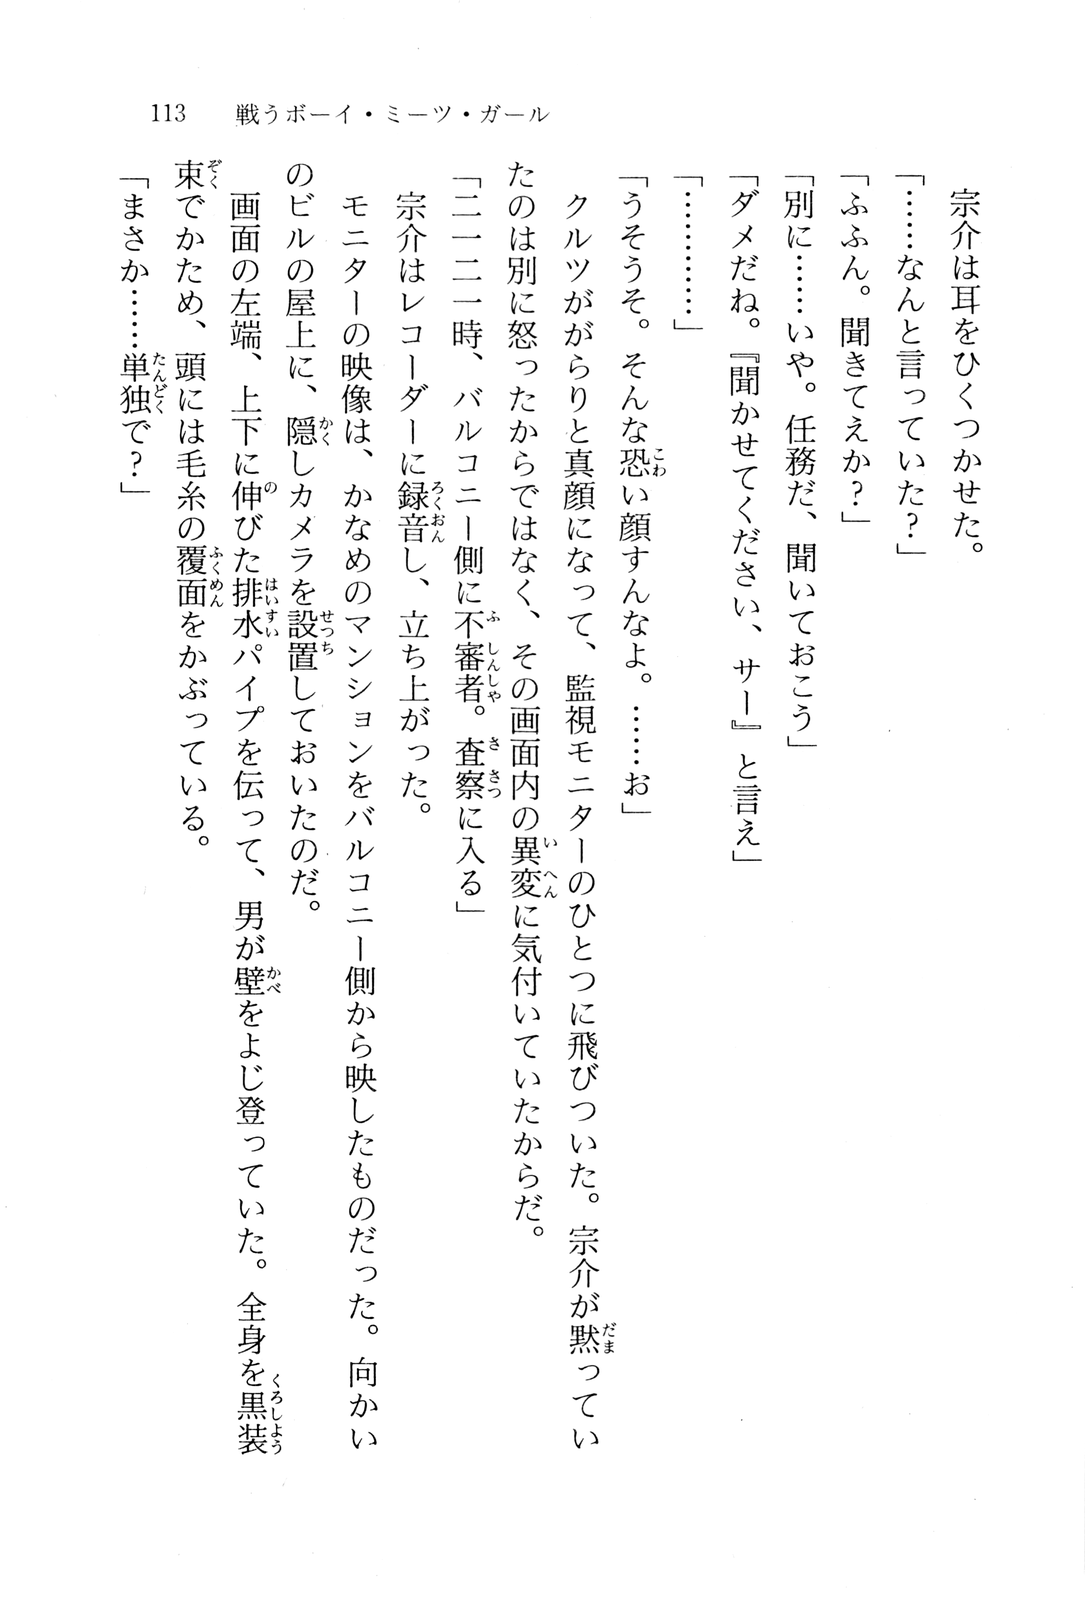 113　戦うボーイ・ミーツ・ガール
　宗介は耳をひくつかせた。
「……なんと言っていた？」
「ふふん。聞きてえか？」
「別に……いや。任務だ、聞いておこう」
「ダメだね。『聞かせてください、サー』と言え」
「…………」
「うそうそ。そんな恐い顔すんなよ。……お」
　クルツががらりと真顔になって、監視モニターのひとつに飛びついた。宗介が黙ってい
たのは別に怒ったからではなく、その画面内の異変に気付いていたからだ。
「二一二一時、バルコニー側に不審者。査察に入る」
　宗介はレコーダーに録音し、立ち上がった。
　モニターの映像は、かなめのマンションをバルコニー側から映したものだった。向かい
のビルの屋上に、隠しカメラを設置しておいたのだ。
　画面の左端、上下に伸びた排水パイプを伝って、男が壁をよじ登っていた。全身を黒装
束でかため、頭には毛糸の覆面をかぶっている。
「まさか……単独で？」